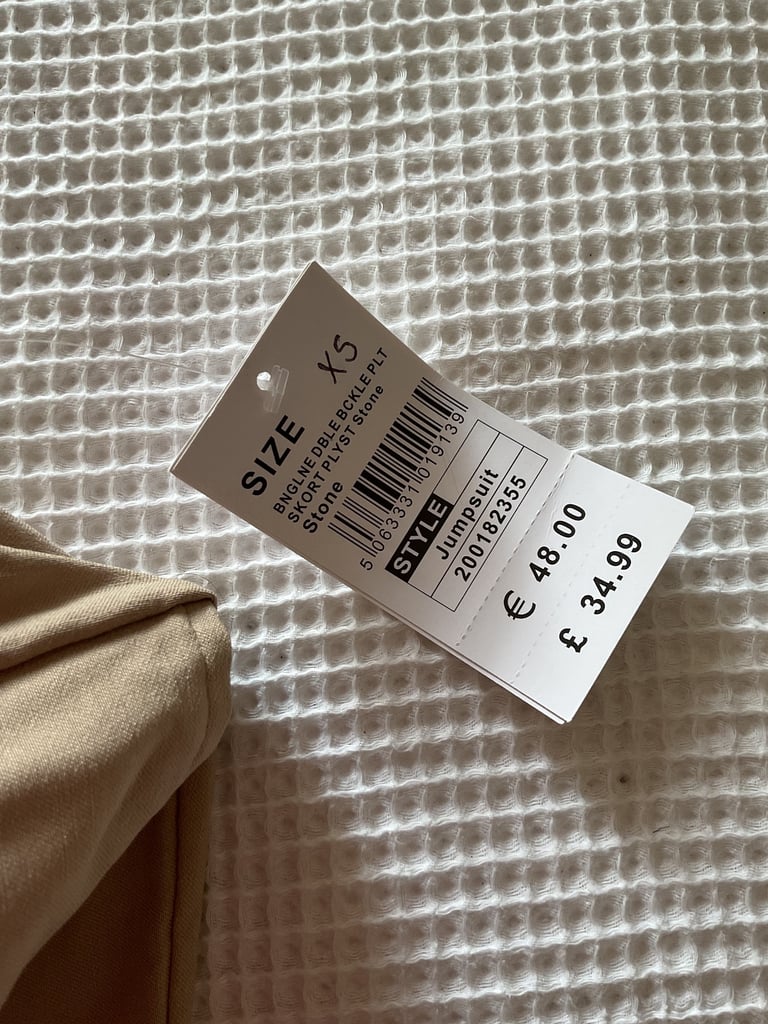 SIZE XS
BNGLNE DBLE BCKLE PLT
SKORT PLYST Stone
Stone
5 063331 019139
STYLE
Jumpsuit
200182355
€ 48.00
£ 34.99